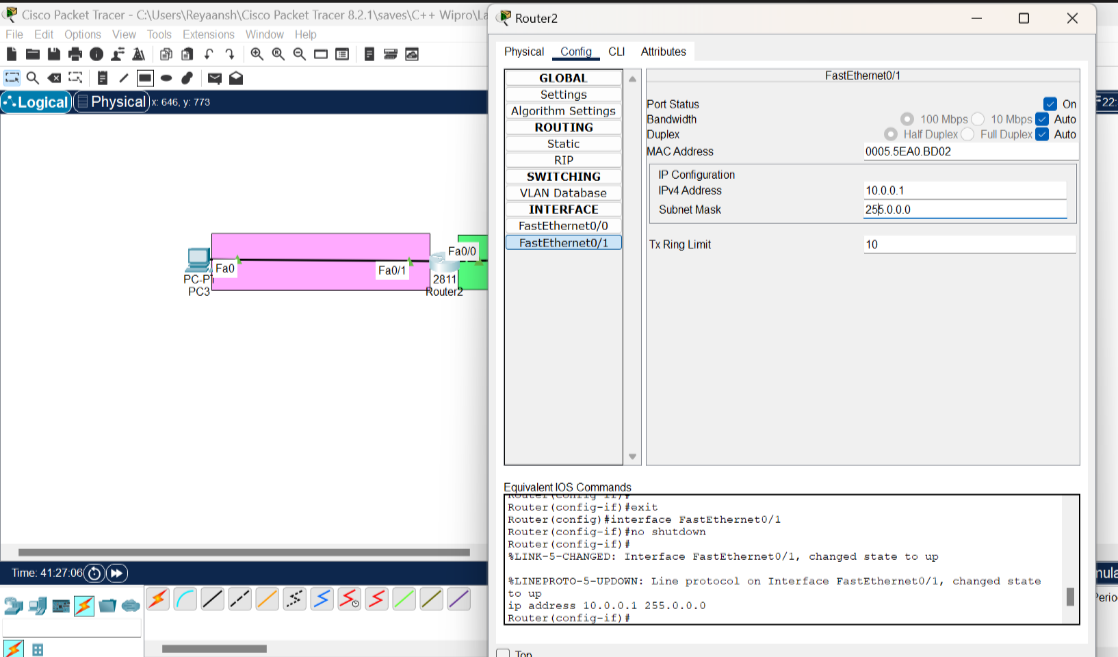 Cisco Packet Tracer - C:\Users\Reyaansh\Cisco Packet Tracer 8.2.1\saves\C++ Wipro\La
Router2
File Edit Options View Tools Extensions Window Help
Physical Config CLI Attributes
Logical Physical x: 646, y: 773
GLOBAL
Settings
Algorithm Settings
ROUTING
Static
RIP
SWITCHING
VLAN Database
INTERFACE
FastEthernet0/0
FastEthernet0/1
FastEthernet0/1
Port Status On
Bandwidth 100 Mbps 10 Mbps Auto
Duplex Half Duplex Full Duplex Auto
MAC Address 0005.5EA0.BD02
IP Configuration
IPv4 Address 10.0.0.1
Subnet Mask 255.0.0.0
Tx Ring Limit 10
Fa0
PC-PT
PC3
Fa0/1
Fa0/0
2811
Router2
Equivalent IOS Commands
Router(config-if)#
Router(config-if)#exit
Router(config)#interface FastEthernet0/1
Router(config-if)#no shutdown
Router(config-if)#
%LINK-5-CHANGED: Interface FastEthernet0/1, changed state to up
%LINEPROTO-5-UPDOWN: Line protocol on Interface FastEthernet0/1, changed state
to up
ip address 10.0.0.1 255.0.0.0
Router(config-if)#
Time: 41:27:06
Top